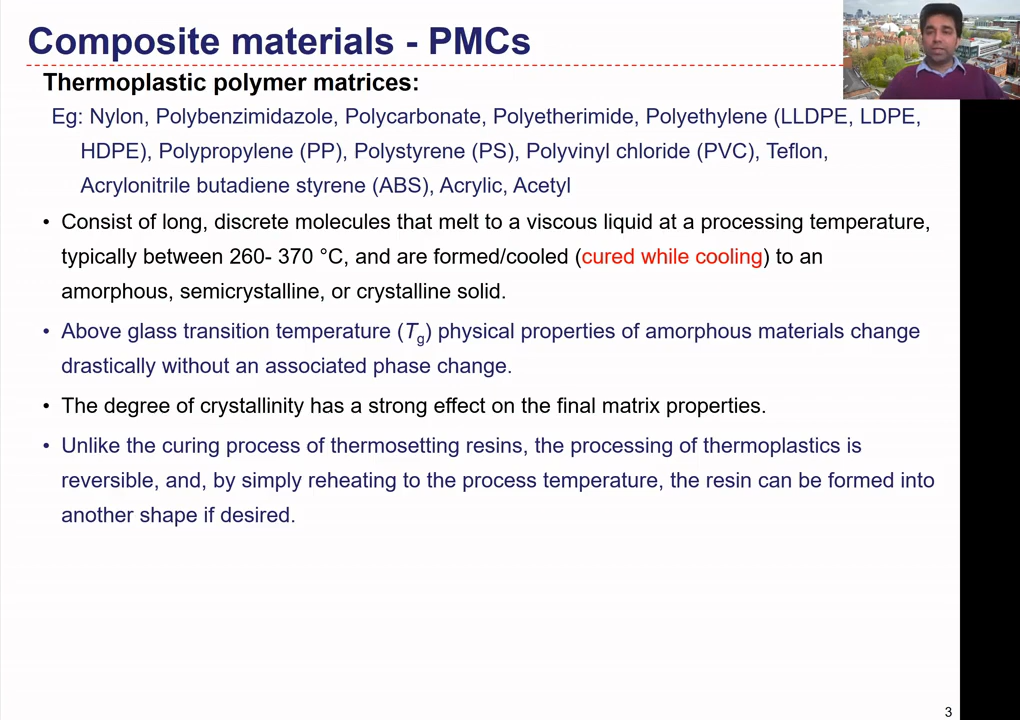 Composite materials - PMCs
Thermoplastic polymer matrices:
Eg: Nylon, Polybenzimidazole, Polycarbonate, Polyetherimide, Polyethylene (LLDPE, LDPE,
HDPE), Polypropylene (PP), Polystyrene (PS), Polyvinyl chloride (PVC), Teflon,
Acrylonitrile butadiene styrene (ABS), Acrylic, Acetyl
• Consist of long, discrete molecules that melt to a viscous liquid at a processing temperature,
typically between 260- 370 °C, and are formed/cooled (cured while cooling) to an
amorphous, semicrystalline, or crystalline solid.
• Above glass transition temperature (Tg) physical properties of amorphous materials change
drastically without an associated phase change.
• The degree of crystallinity has a strong effect on the final matrix properties.
• Unlike the curing process of thermosetting resins, the processing of thermoplastics is
reversible, and, by simply reheating to the process temperature, the resin can be formed into
another shape if desired.
3